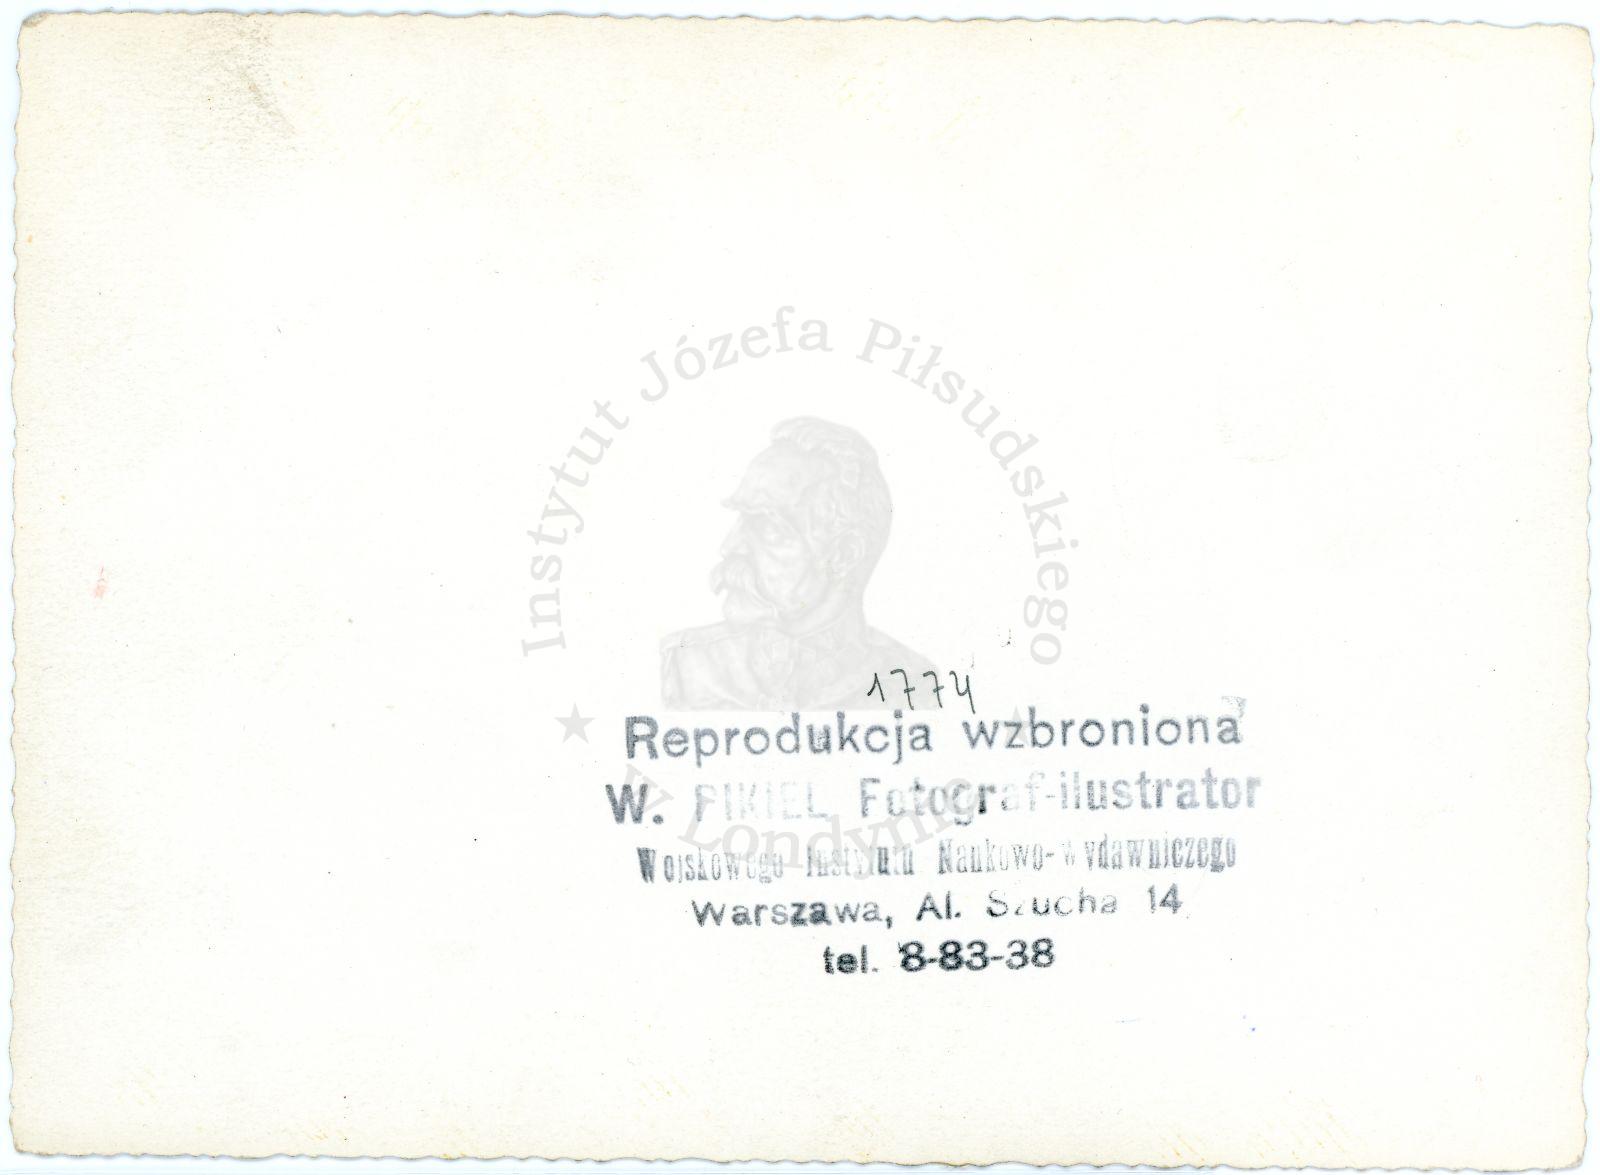 Instytut Józefa Piłsudskiego
w Londynie
1774
Reprodukcja wzbroniona
W. PIKIEL Fotograf-ilustrator
Wojskowego Instytutu Naukowo-wydawniczego
Warszawa, Al. Szucha 14
tel. 8-83-38